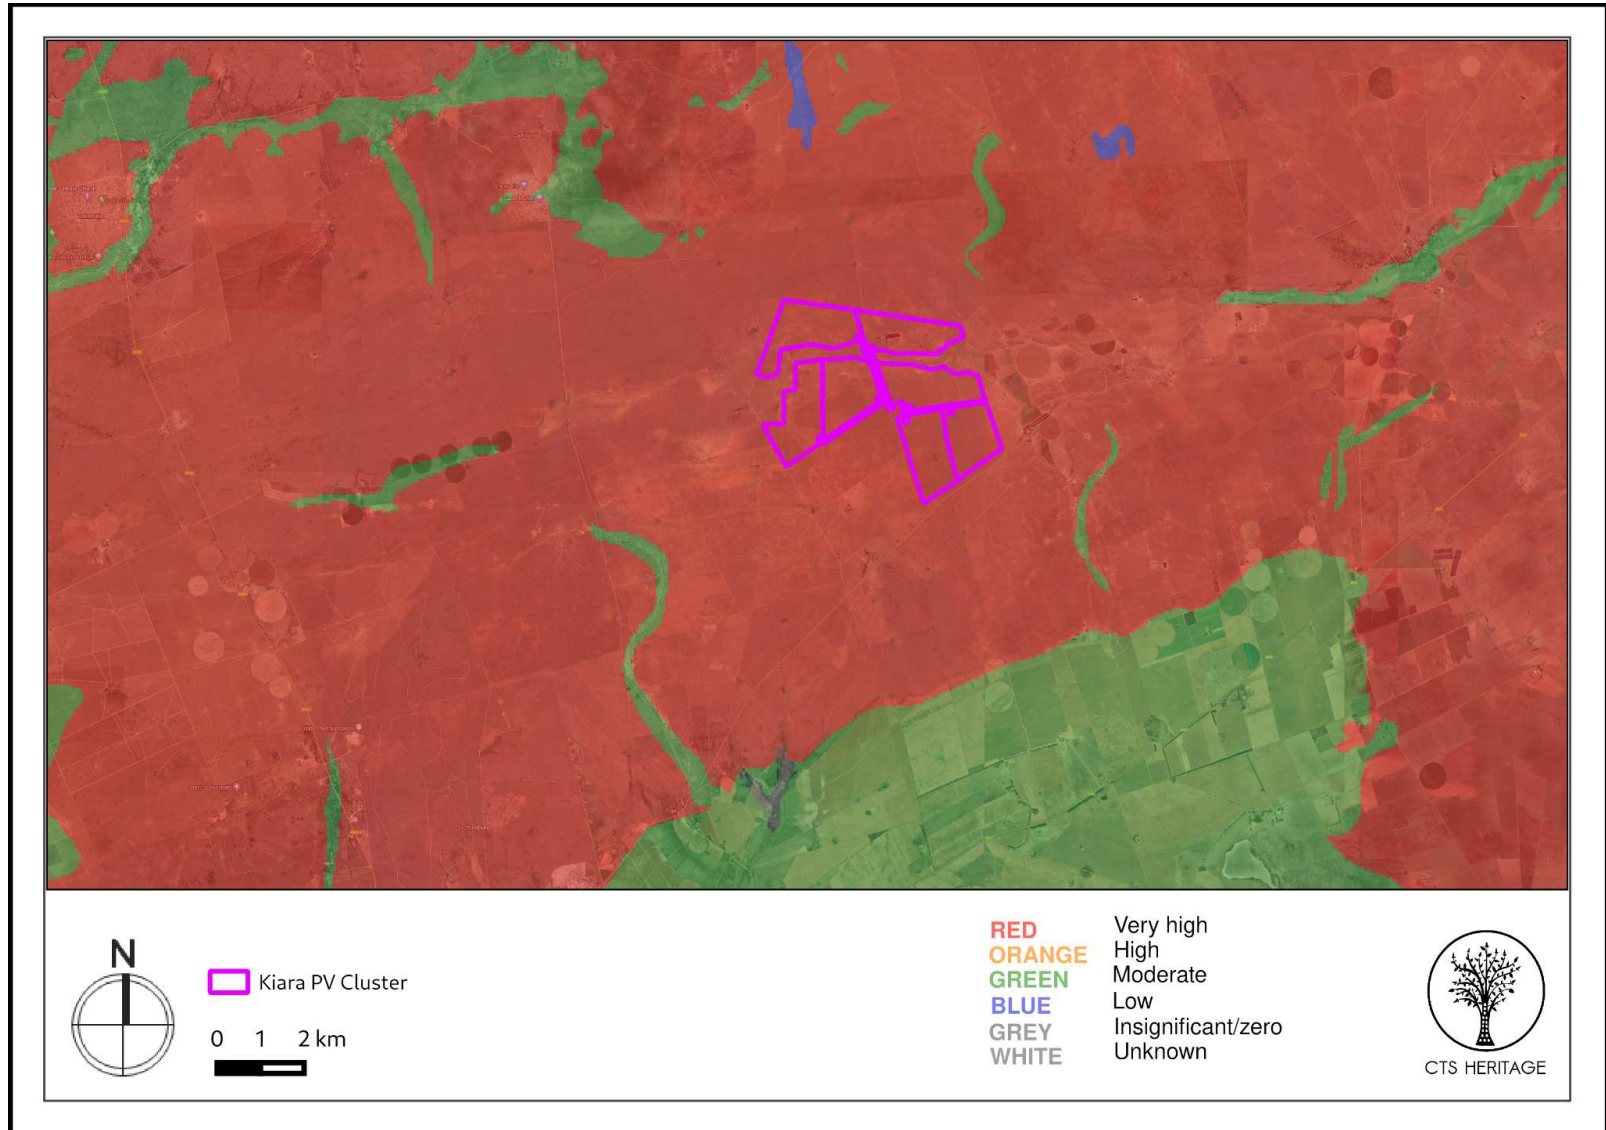 N
Kiara PV Cluster
0 1 2 km
RED Very high
ORANGE High
GREEN Moderate
BLUE Low
GREY Insignificant/zero
WHITE Unknown
CTS HERITAGE